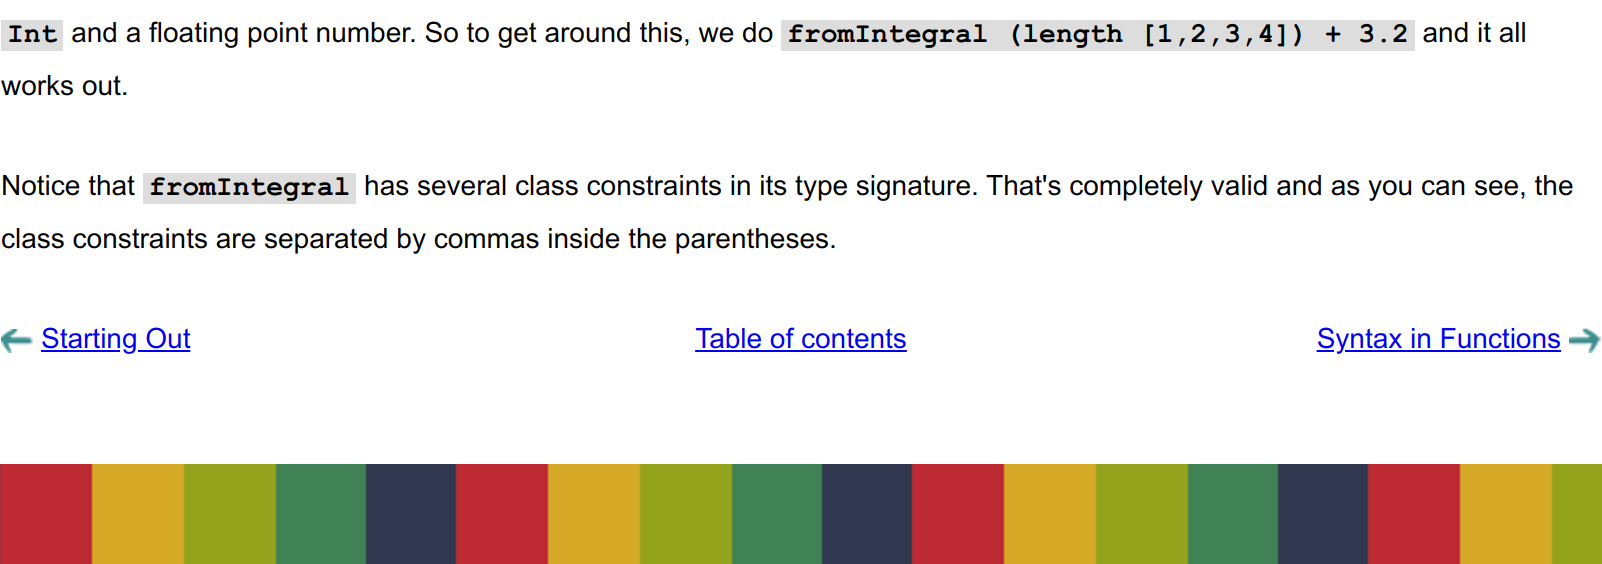 Int and a floating point number. So to get around this, we do fromIntegral (length [1,2,3,4]) + 3.2 and it all
works out.
Notice that fromIntegral has several class constraints in its type signature. That's completely valid and as you can see, the
class constraints are separated by commas inside the parentheses.
Starting Out
Table of contents
Syntax in Functions